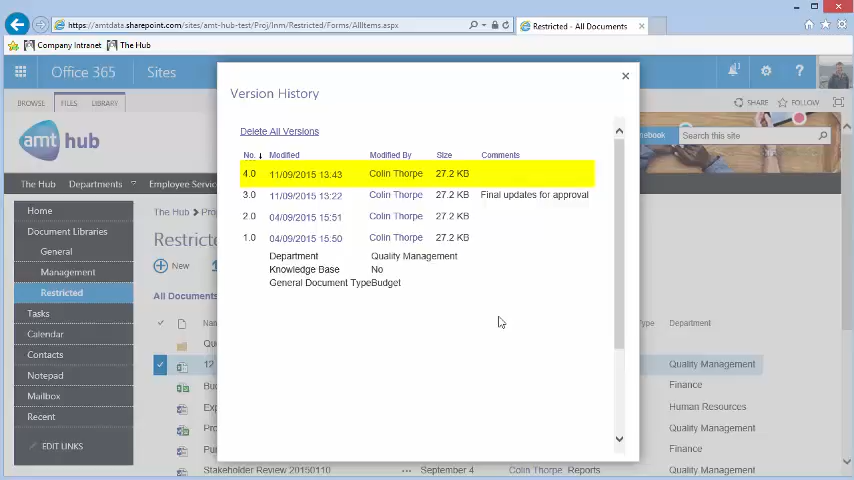 https://amtdata.sharepoint.com/sites/amt-hub-test/Proj/Inm/Restricted/Forms/AllItems.aspx
Restricted - All Documents
Company Intranet The Hub
Office 365 Sites
BROWSE FILES LIBRARY
SHARE FOLLOW
amt hub
Search this site
The Hub Departments Employee
Home
Document Libraries
General
Management
Restricted
Tasks
Calendar
Contacts
Notepad
Mailbox
Recent
EDIT LINKS
The Hub
Restricte
New
All Documents
Version History
Delete All Versions
No. Modified Modified By Size Comments
4.0 11/09/2015 13:43 Colin Thorpe 27.2 KB
3.0 11/09/2015 13:22 Colin Thorpe 27.2 KB Final updates for approval
2.0 04/09/2015 15:51 Colin Thorpe 27.2 KB
1.0 04/09/2015 15:50 Colin Thorpe 27.2 KB
Department Quality Management
Knowledge Base No
General Document Type Budget
Type Department
12 Quality Management
Finance
Human Resources
Quality Management
Finance
Stakeholder Review 20150110 ... September 4 Colin Thorpe Reports Quality Management